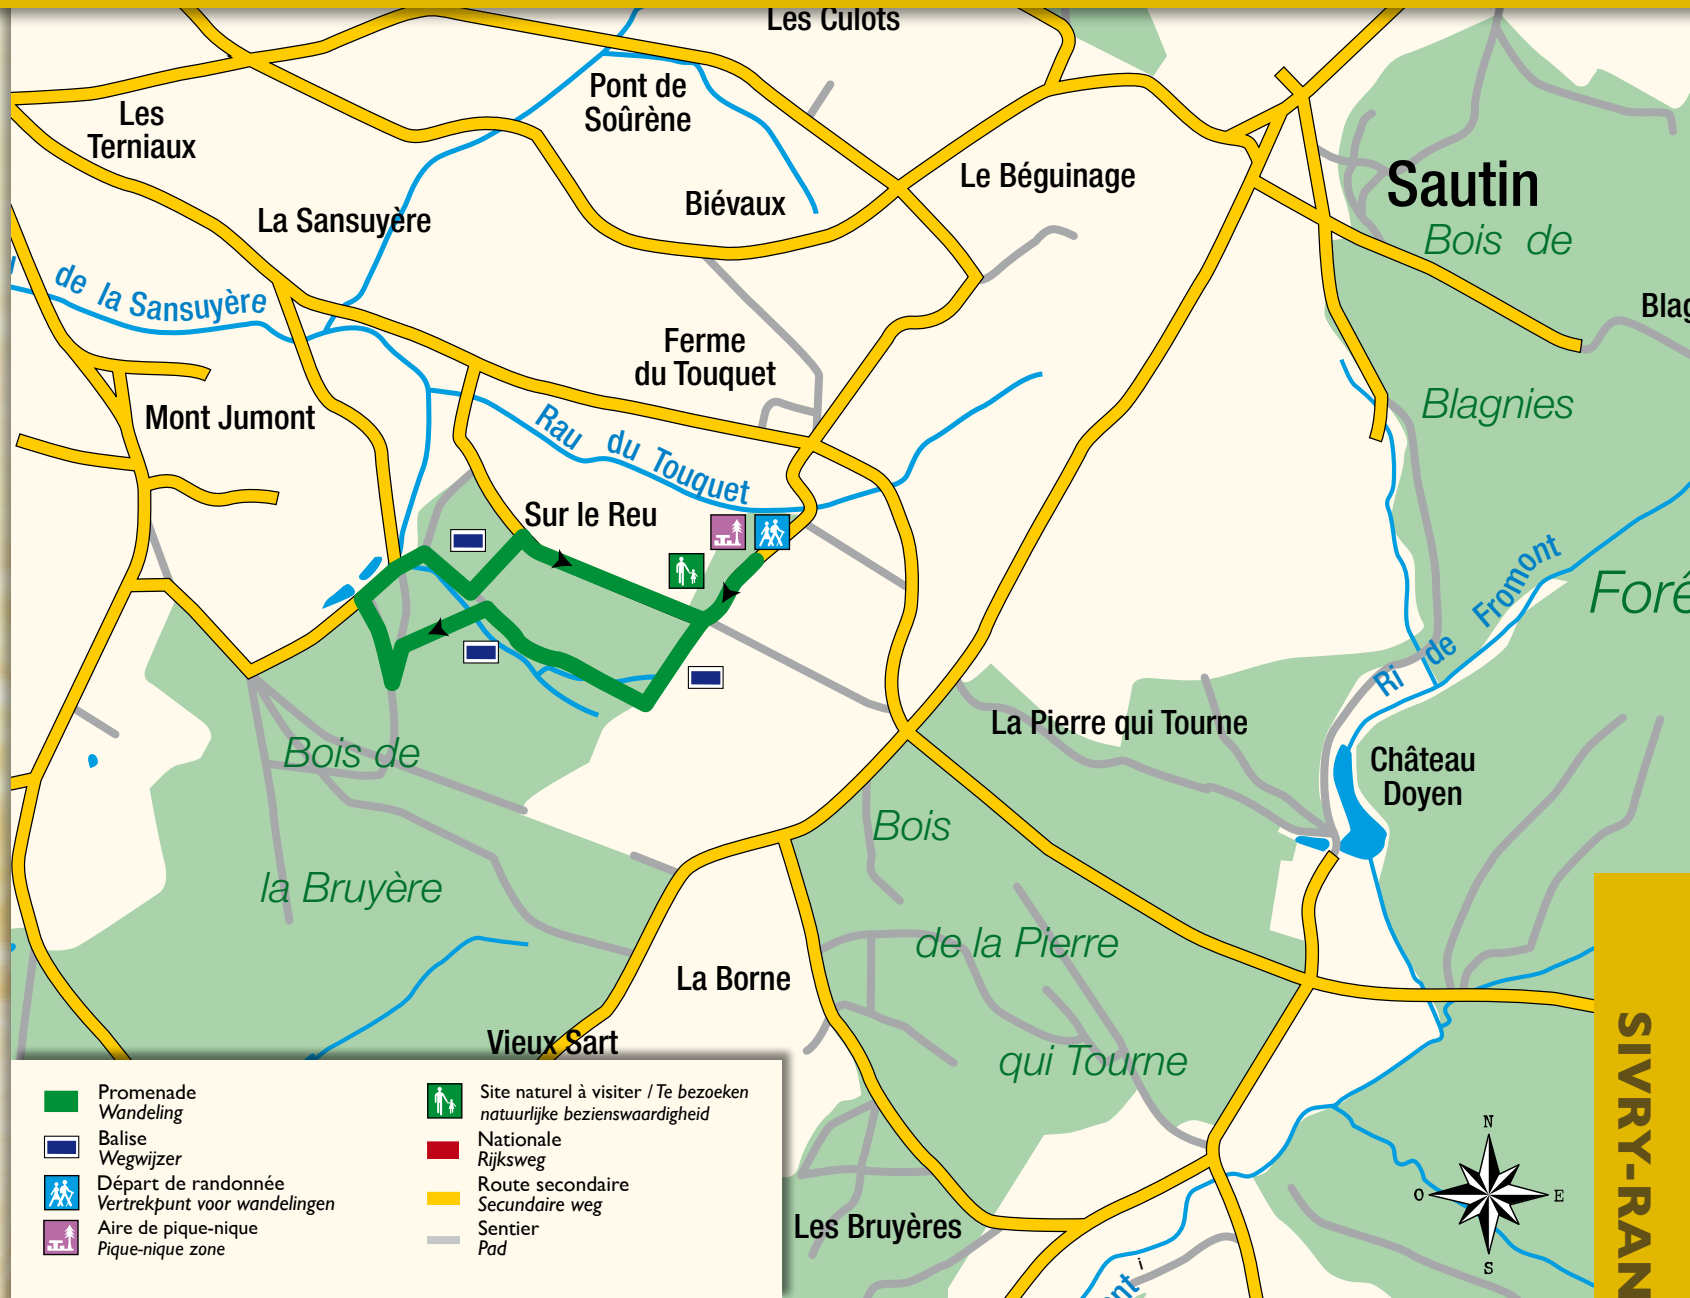 Les Culots
Pont de
Soûrène
Les
Terniaux
Le Béguinage
Sautin
Biévaux
La Sansuyère
Bois de
de la Sansuyère
Ferme
du Touquet
Mont Jumont
Blagnies
Rau du Touquet
Sur le Reu
Ri de Fromont
La Pierre qui Tourne
Château
Doyen
Bois de
la Bruyère
Bois
de la Pierre
qui Tourne
La Borne
Vieux Sart
Les Bruyères
SIVRY-RAN
Promenade
Wandeling
Balise
Wegwijzer
Départ de randonnée
Vertrekpunt voor wandelingen
Aire de pique-nique
Pique-nique zone
Site naturel à visiter / Te bezoeken
natuurlijke bezienswaardigheid
Nationale
Rijksweg
Route secondaire
Secundaire weg
Sentier
Pad
N
O
E
S